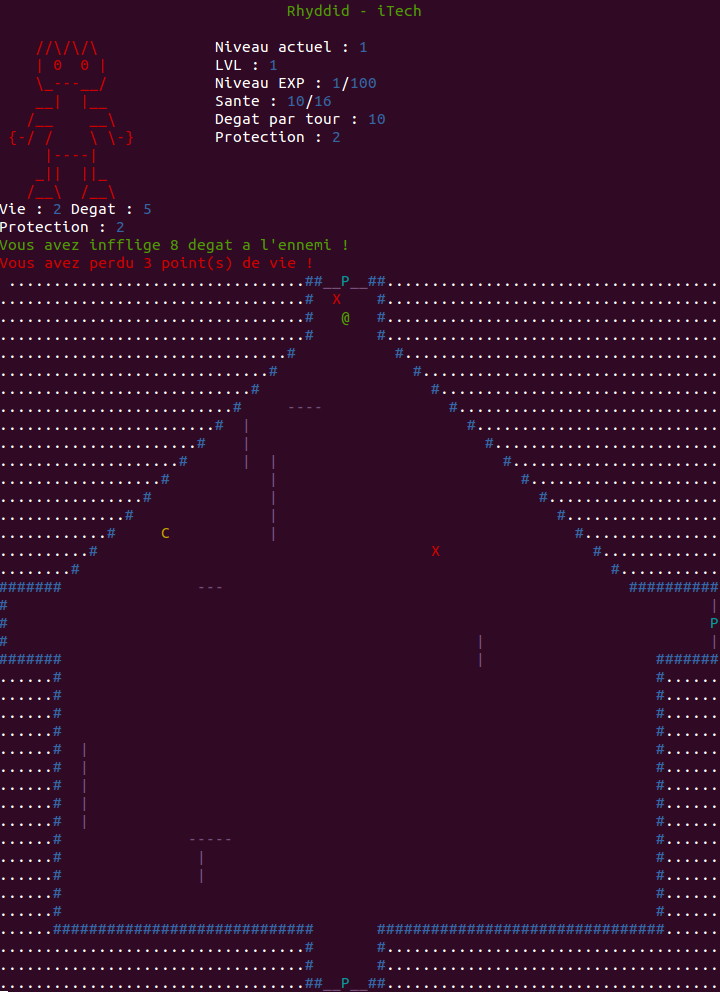 Rhyddid - iTech
Niveau actuel : 1
LVL : 1
Niveau EXP : 1/100
Sante : 10/16
Degat par tour : 10
Protection : 2
Vie : 2 Degat : 5
Protection : 2
Vous avez infflige 8 degat a l'ennemi !
Vous avez perdu 3 point(s) de vie !
P
X
@
C
X
P
P